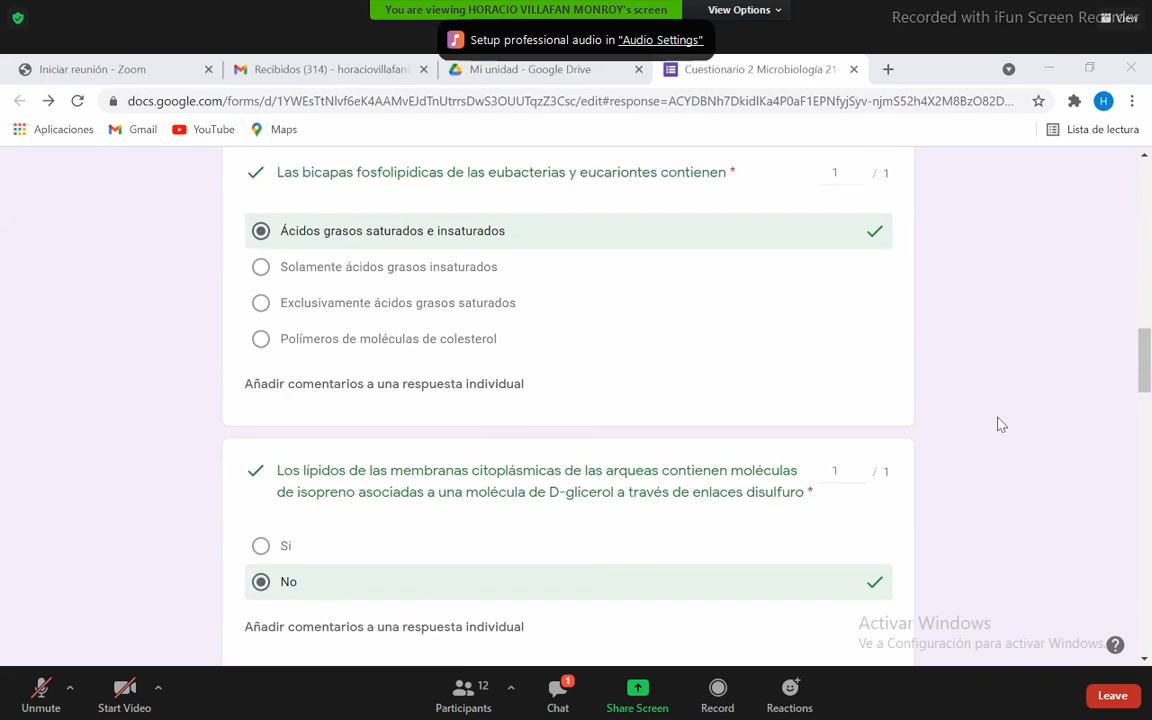 You are viewing HORACIO VILLAFAN MONROY's screen
View Options
Recorded with iFun Screen Recorder
Setup professional audio in "Audio Settings"
Iniciar reunión - Zoom
Recibidos (314) - horaciovillafan
Mi unidad - Google Drive
Cuestionario 2 Microbiología 21-
docs.google.com/forms/d/1YWEsTtNlvf6eK4AAMvEJdTnUtrrsDwS3OUUTqzZ3Csc/edit#response=ACYDBNh7DkidlKa4P0aF1EPNfyjSyv-njmS52h4X2M8BzO82D...
Aplicaciones
Gmail
YouTube
Maps
Lista de lectura
Las bicapas fosfolipídicas de las eubacterias y eucariontes contienen *
1 / 1
Ácidos grasos saturados e insaturados
Solamente ácidos grasos insaturados
Exclusivamente ácidos grasos saturados
Polímeros de moléculas de colesterol
Añadir comentarios a una respuesta individual
Los lípidos de las membranas citoplásmicas de las arqueas contienen moléculas
1 / 1
de isopreno asociadas a una molécula de D-glicerol a través de enlaces disulfuro *
Si
No
Añadir comentarios a una respuesta individual
Activar Windows
Ve a Configuración para activar Windows.
12
1
Unmute
Start Video
Participants
Chat
Share Screen
Record
Reactions
Leave